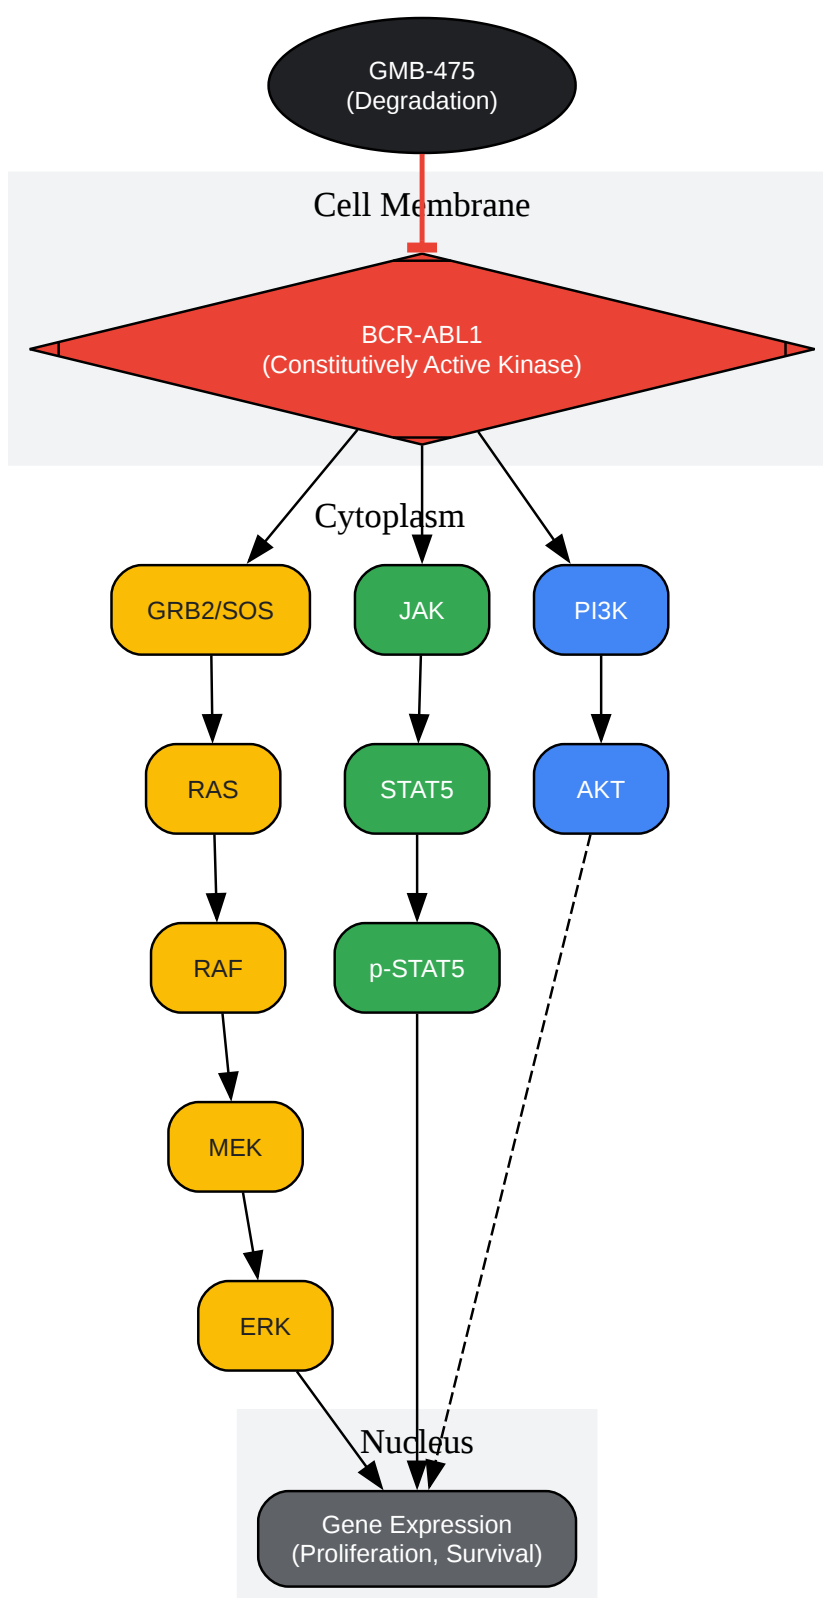 GMB-475
(Degradation)
Cell Membrane
BCR-ABL1
(Constitutively Active Kinase)
Cytoplasm
GRB2/SOS
JAK
PI3K
RAS
STAT5
AKT
RAF
p-STAT5
MEK
ERK
Nucleus
Gene Expression
(Proliferation, Survival)